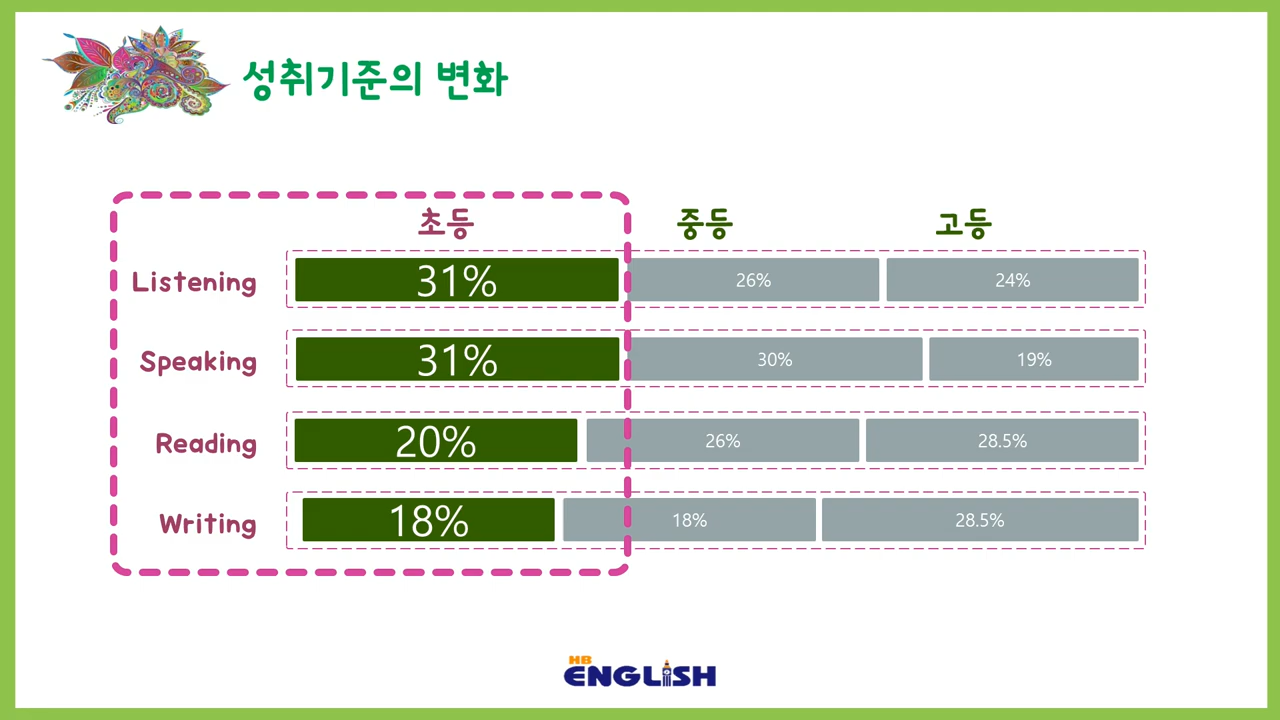 성취기준의 변화
초등 중등 고등
Listening 31% 26% 24%
Speaking 31% 30% 19%
Reading 20% 26% 28.5%
Writing 18% 18% 28.5%
HB
ENGLISH